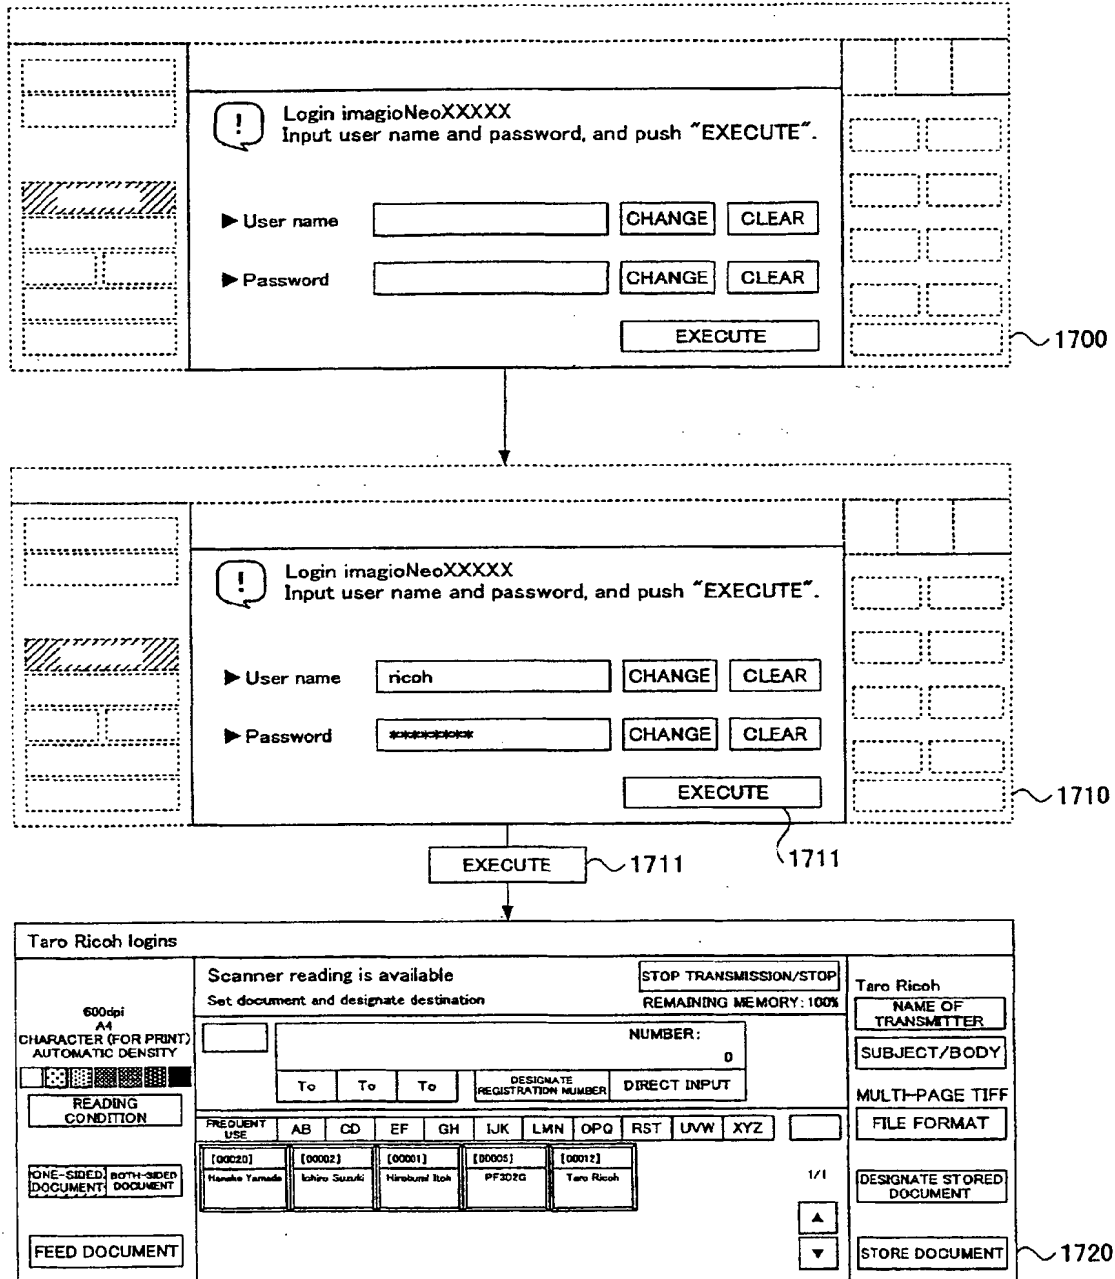 Login imagioNeoXXXXX
Input user name and password, and push "EXECUTE".
User name CHANGE CLEAR
Password CHANGE CLEAR
EXECUTE
1700
Login imagioNeoXXXXX
Input user name and password, and push "EXECUTE".
User name ricoh CHANGE CLEAR
Password ******** CHANGE CLEAR
EXECUTE
1710
EXECUTE 1711
1711
Taro Ricoh logins
Scanner reading is available
Set document and designate destination
STOP TRANSMISSION/STOP
REMAINING MEMORY: 100%
600dpi
A4
CHARACTER (FOR PRINT)
AUTOMATIC DENSITY
READING
CONDITION
ONE-SIDED
DOCUMENT
BOTH-SIDED
DOCUMENT
FEED DOCUMENT
NUMBER:
0
To To To
DESIGNATE
REGISTRATION NUMBER
DIRECT INPUT
FREQUENT
USE
AB CD EF GH IJK LMN OPQ RST UVW XYZ
[00020] [00002] [00001] [00005] [00012]
Hanako Yamada Ichiro Suzuki Hirobumi Itoh PF3D2G Taro Ricoh
1/1
▲
▼
Taro Ricoh
NAME OF
TRANSMITTER
SUBJECT/BODY
MULTI-PAGE TIFF
FILE FORMAT
DESIGNATE STORED
DOCUMENT
STORE DOCUMENT
1720